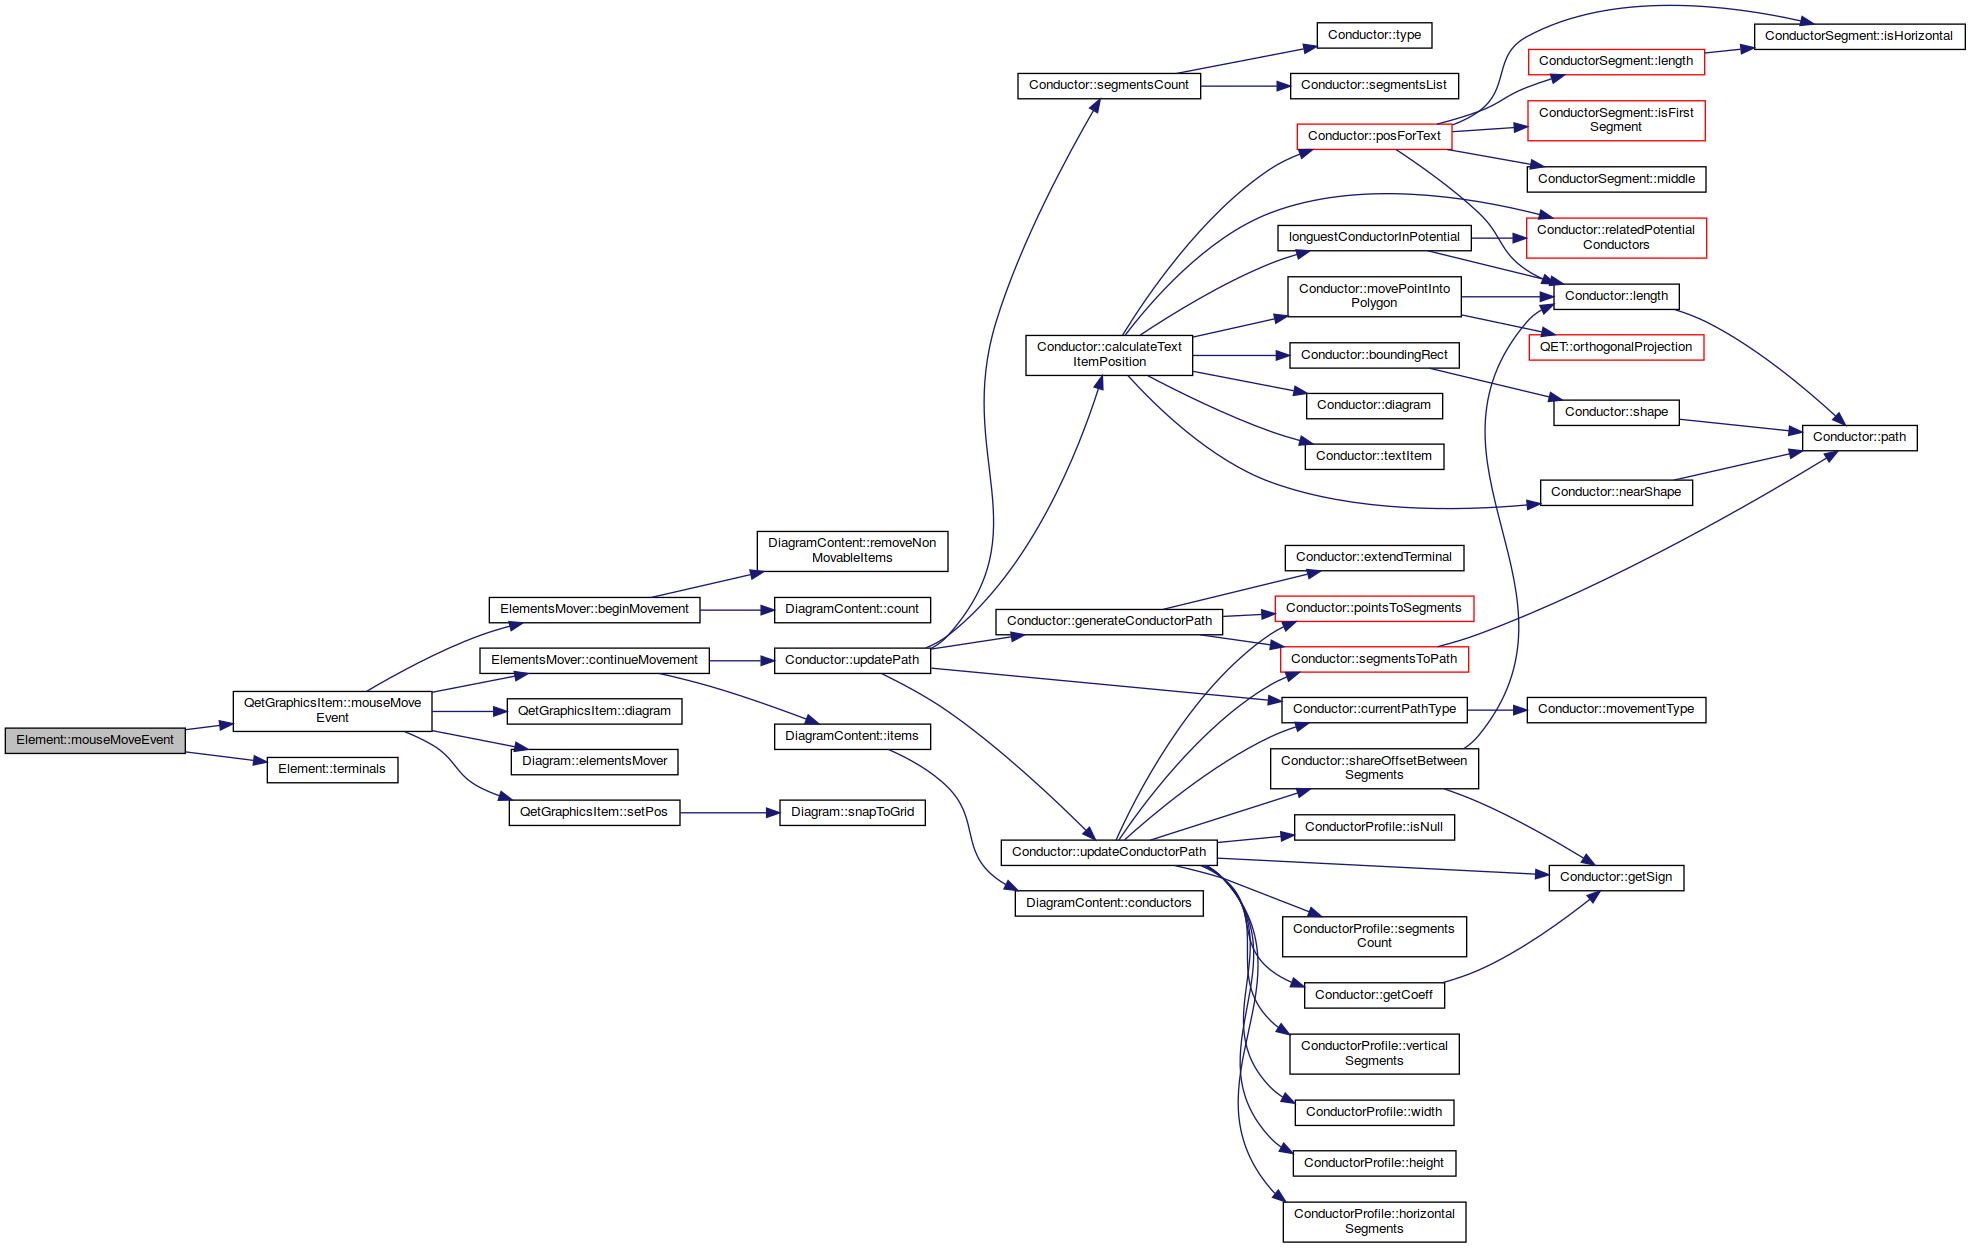 Element::mouseMoveEvent
QetGraphicsItem::mouseMove
Event
Element::terminals
ElementsMover::beginMovement
ElementsMover::continueMovement
QetGraphicsItem::diagram
Diagram::elementsMover
QetGraphicsItem::setPos
DiagramContent::removeNon
MovableItems
DiagramContent::count
Conductor::updatePath
DiagramContent::items
Diagram::snapToGrid
Conductor::segmentsCount
Conductor::calculateText
ItemPosition
Conductor::generateConductorPath
Conductor::updateConductorPath
DiagramContent::conductors
Conductor::type
Conductor::segmentsList
Conductor::posForText
longuestConductorInPotential
Conductor::movePointInto
Polygon
Conductor::boundingRect
Conductor::diagram
Conductor::textItem
Conductor::extendTerminal
Conductor::pointsToSegments
Conductor::segmentsToPath
Conductor::currentPathType
Conductor::shareOffsetBetween
Segments
ConductorProfile::isNull
ConductorProfile::segments
Count
Conductor::getCoeff
ConductorProfile::vertical
Segments
ConductorProfile::width
ConductorProfile::height
ConductorProfile::horizontal
Segments
ConductorSegment::length
ConductorSegment::isFirst
Segment
ConductorSegment::middle
Conductor::relatedPotential
Conductors
Conductor::length
QET::orthogonalProjection
Conductor::shape
Conductor::nearShape
Conductor::movementType
Conductor::getSign
ConductorSegment::isHorizontal
Conductor::path